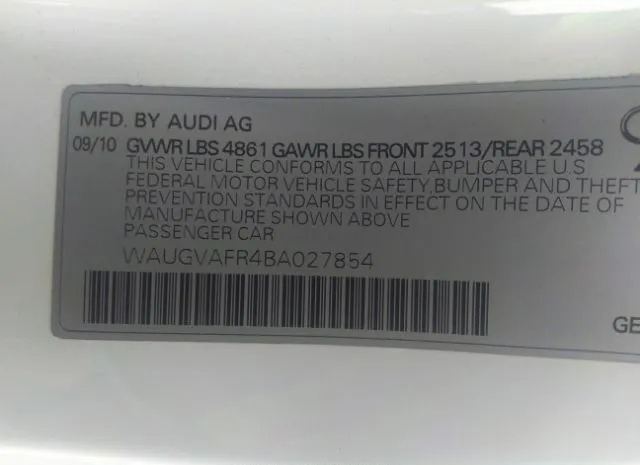 MFD. BY AUDI AG
09/10 GVWR LBS 4861 GAWR LBS FRONT 2513/REAR 2458
THIS VEHICLE CONFORMS TO ALL APPLICABLE U.S
FEDERAL MOTOR VEHICLE SAFETY,BUMPER AND THEFT
PREVENTION STANDARDS IN EFFECT ON THE DATE OF
MANUFACTURE SHOWN ABOVE
PASSENGER CAR
WAUGVAFR4BA027854
GE